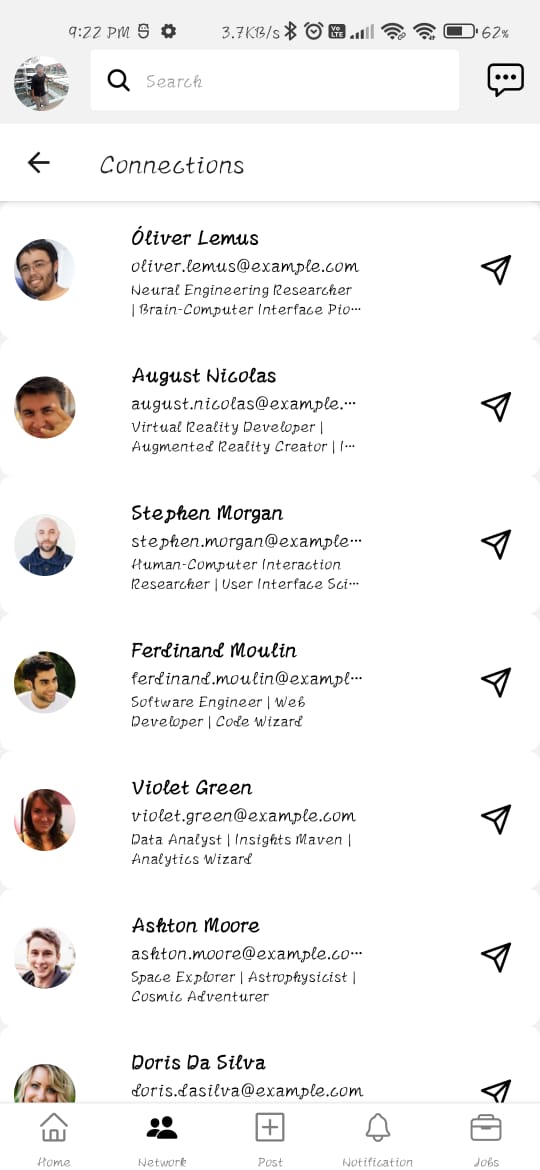 9:22 PM 3.7KB/s Vo LTE 62%
Search
Connections
Óliver Lemus
oliver.lemus@example.com
Neural Engineering Researcher
| Brain-Computer Interface Pio...
August Nicolas
august.nicolas@example....
Virtual Reality Developer |
Augmented Reality Creator | I...
Stephen Morgan
stephen.morgan@example...
Human-Computer Interaction
Researcher | User Interface Sci...
Ferdinand Moulin
ferdinand.moulin@exampl...
Software Engineer | Web
Developer | Code Wizard
Violet Green
violet.green@example.com
Data Analyst | Insights Maven |
Analytics Wizard
Ashton Moore
ashton.moore@example.co...
Space Explorer | Astrophysicist |
Cosmic Adventurer
Doris Da Silva
doris.dasilva@example.com
Home Network Post Notification Jobs